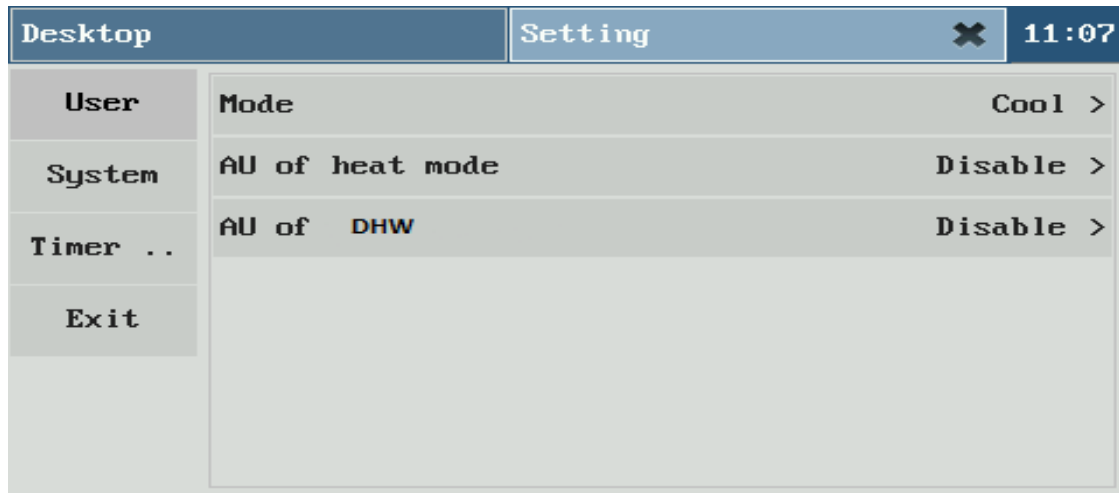 Desktop Setting 11:07
User
System
Timer ..
Exit
Mode Cool >
AU of heat mode Disable >
AU of DHW Disable >